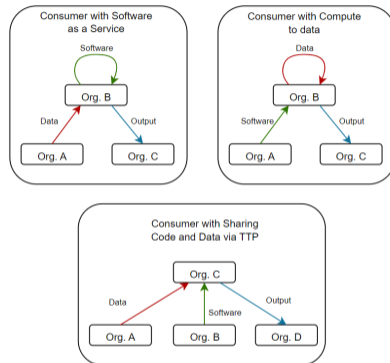 Consumer with Software
as a Service
Software
Org. B
Data
Output
Org. A
Org. C
Consumer with Compute
to data
Data
Org. B
Software
Output
Org. A
Org. C
Consumer with Sharing
Code and Data via TTP
Org. C
Data
Software
Output
Org. A
Org. B
Org. D